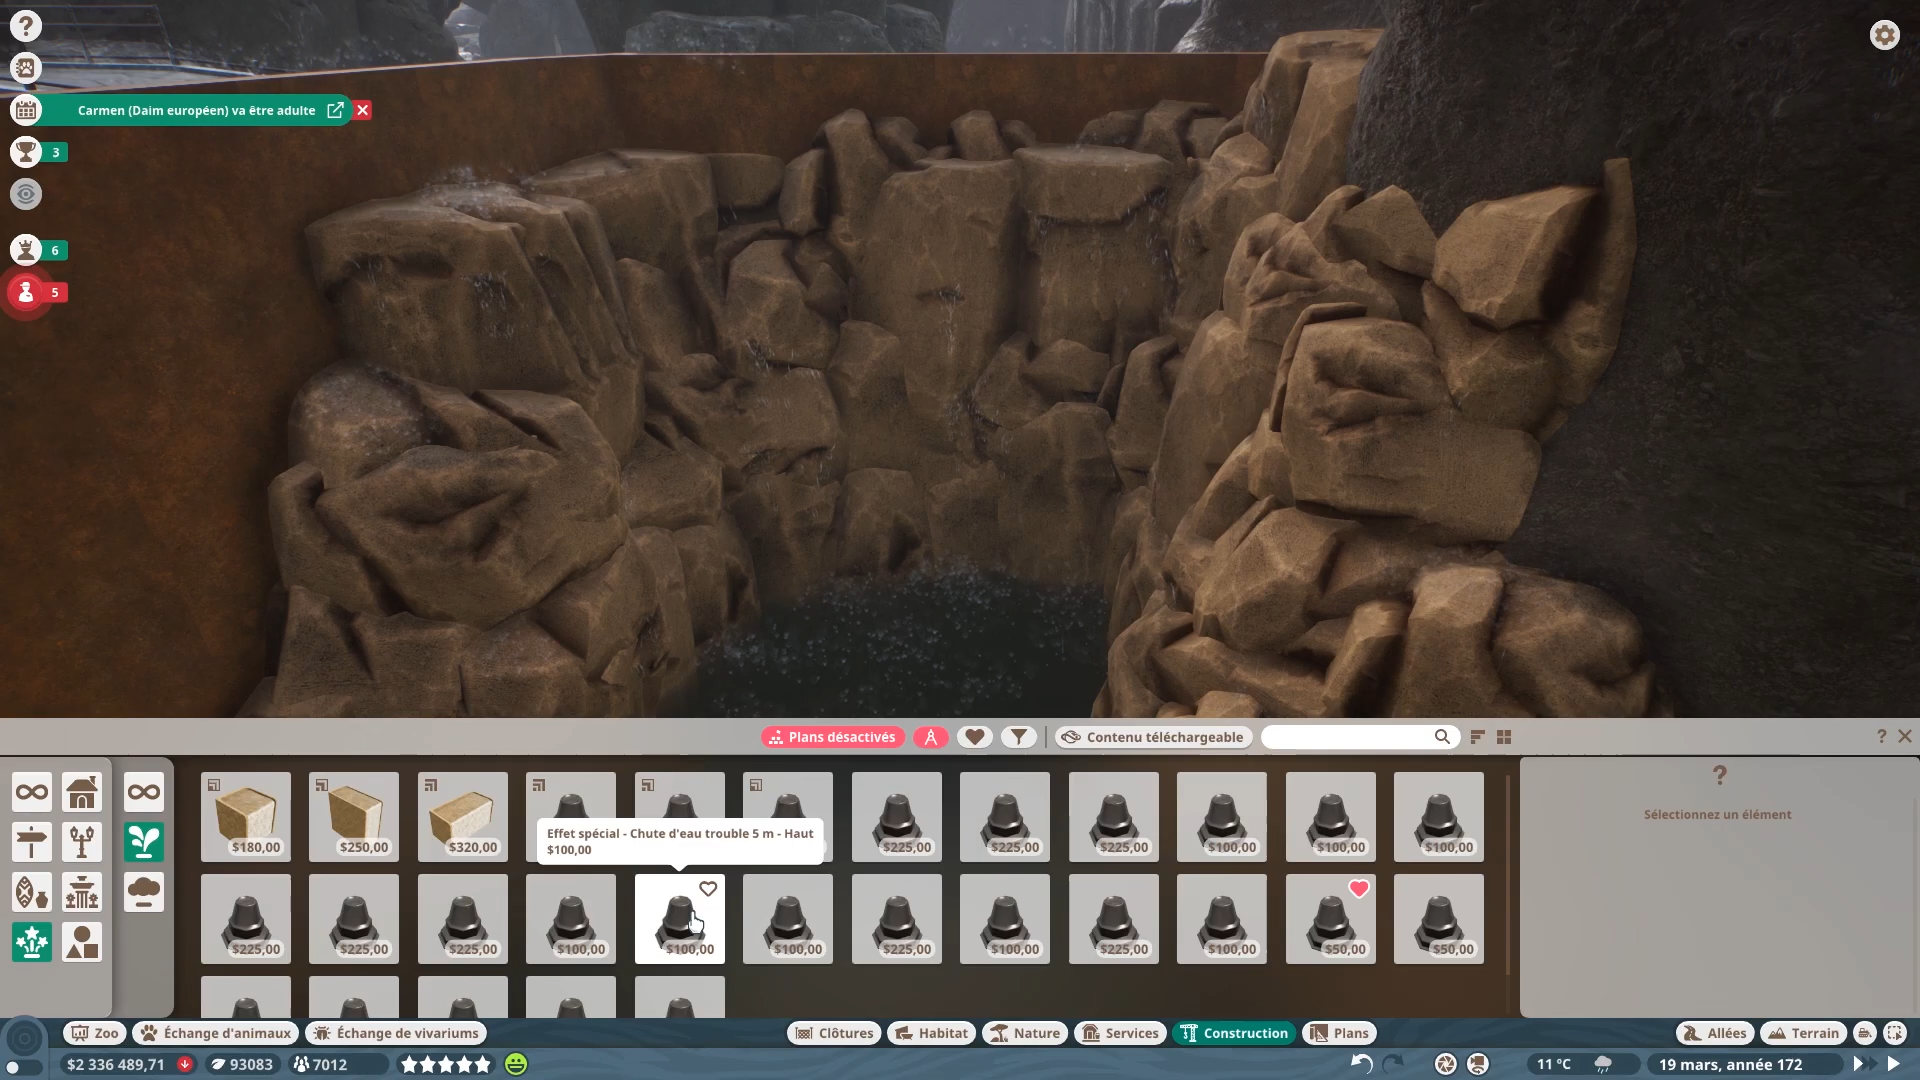 ?
Carmen (Daim européen) va être adulte
3
6
5
Plans désactivés
Contenu téléchargeable
?
$180,00
$250,00
$320,00
$225,00
$225,00
$225,00
$100,00
$100,00
$100,00
Effet spécial - Chute d'eau trouble 5 m - Haut
$100,00
$225,00
$225,00
$225,00
$100,00
$100,00
$100,00
$225,00
$100,00
$225,00
$100,00
$50,00
$50,00
?
Sélectionnez un élément
Zoo
Échange d'animaux
Échange de vivariums
Clôtures
Habitat
Nature
Services
Construction
Plans
Allées
Terrain
$2 336 489,71
93083
7012
11 °C
19 mars, année 172